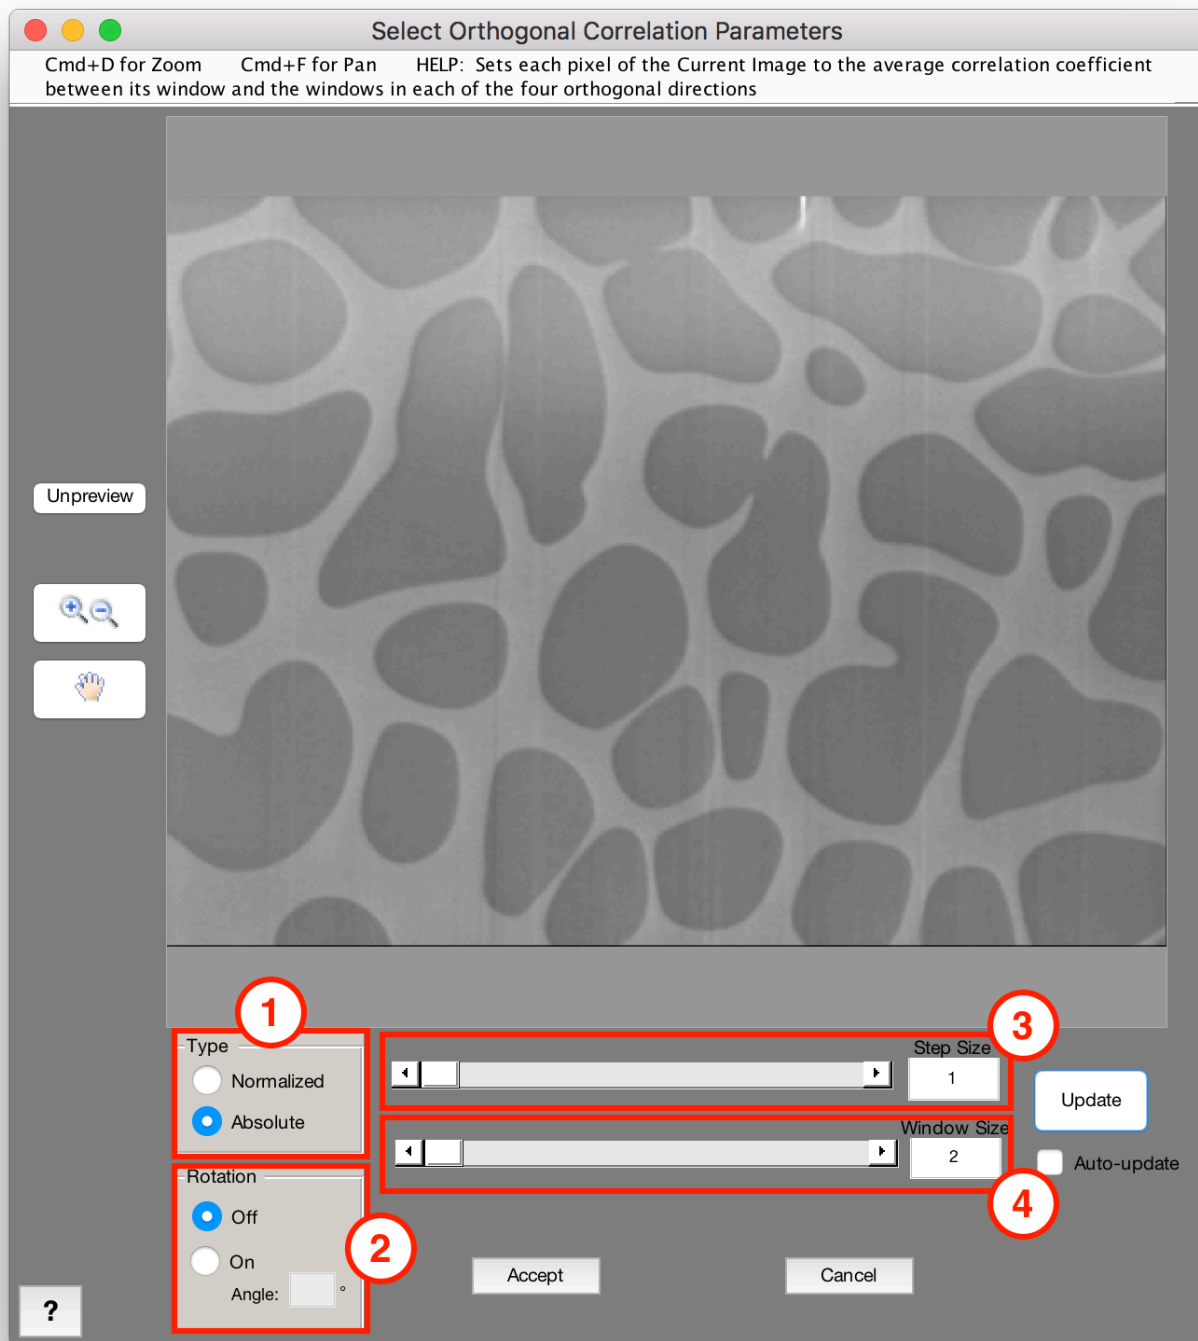 Select Orthogonal Correlation Parameters
Cmd+D for Zoom Cmd+F for Pan HELP: Sets each pixel of the Current Image to the average correlation coefficient
between its window and the windows in each of the four orthogonal directions
Unpreview
1
Type
Normalized
Absolute
3
Step Size
1
Update
Window Size
2
Auto-update
4
Rotation
Off
On
Angle: °
2
Accept
Cancel
?